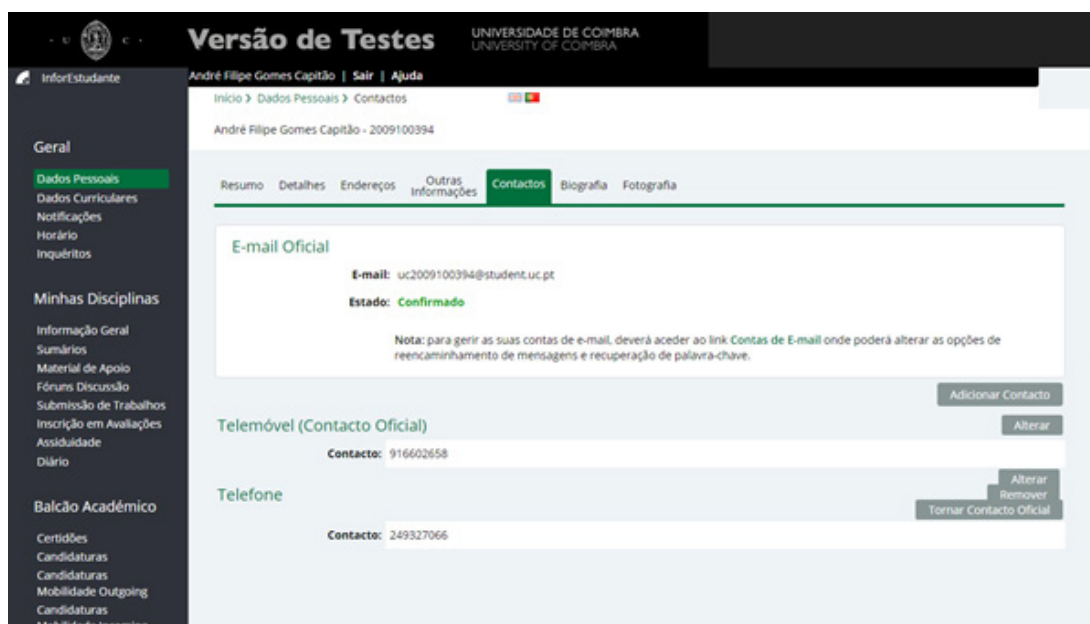 · U C ·
Versão de Testes
UNIVERSIDADE DE COIMBRA
UNIVERSITY OF COIMBRA
InforEstudante
André Filipe Gomes Capitão | Sair | Ajuda
Início > Dados Pessoais > Contactos
André Filipe Gomes Capitão - 2009100394
Geral
Dados Pessoais
Dados Curriculares
Notificações
Horário
Inquéritos
Minhas Disciplinas
Informação Geral
Sumários
Material de Apoio
Fóruns Discussão
Submissão de Trabalhos
Inscrição em Avaliações
Assiduidade
Diário
Balcão Académico
Certidões
Candidaturas
Candidaturas
Mobilidade Outgoing
Candidaturas
Mobilidade Incoming
Resumo Detalhes Endereços Outras Informações Contactos Biografia Fotografia
E-mail Oficial
E-mail: uc2009100394@student.uc.pt
Estado: Confirmado
Nota: para gerir as suas contas de e-mail, deverá aceder ao link Contas de E-mail onde poderá alterar as opções de
reencaminhamento de mensagens e recuperação de palavra-chave.
Adicionar Contacto
Telemóvel (Contacto Oficial)
Alterar
Contacto: 916602658
Telefone
Alterar
Remover
Tornar Contacto Oficial
Contacto: 249327066